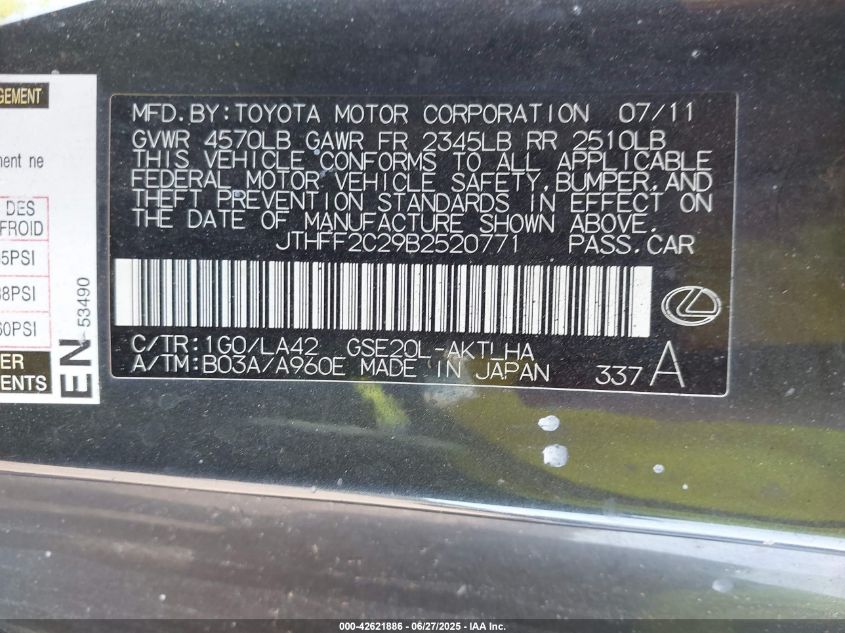 GEMENT
ment ne
DES
FROID
5PSI
38PSI
60PSI
ER
ENTS
EN 53490
MFD.BY:TOYOTA MOTOR CORPORATION 07/11
GVWR 4570LB GAWR FR 2345LB RR 2510LB
THIS VEHICLE CONFORMS TO ALL APPLICABLE
FEDERAL MOTOR VEHICLE SAFETY,BUMPER,AND
THEFT PREVENTION STANDARDS IN EFFECT ON
THE DATE OF MANUFACTURE SHOWN ABOVE.
JTHFF2C29B2520771 PASS.CAR
C/TR:1G0/LA42 GSE20L-AKTLHA
A/TM:B03A/A960E MADE IN JAPAN 337A
000-42621886 | 06/27/2025 | IAA Inc.